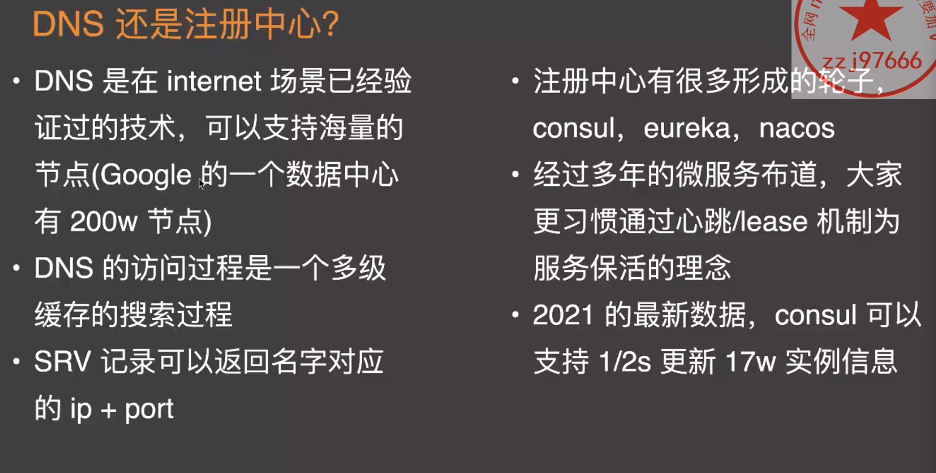 DNS 还是注册中心？
• DNS 是在 internet 场景已经验
证过的技术，可以支持海量的
节点(Google 的一个数据中心
有 200w 节点)
• DNS 的访问过程是一个多级
缓存的搜索过程
• SRV 记录可以返回名字对应
的 ip + port
• 注册中心有很多形成的轮子，
consul，eureka，nacos
• 经过多年的微服务布道，大家
更习惯通过心跳/lease 机制为
服务保活的理念
• 2021 的最新数据，consul 可以
支持 1/2s 更新 17w 实例信息
全网
zzj97666